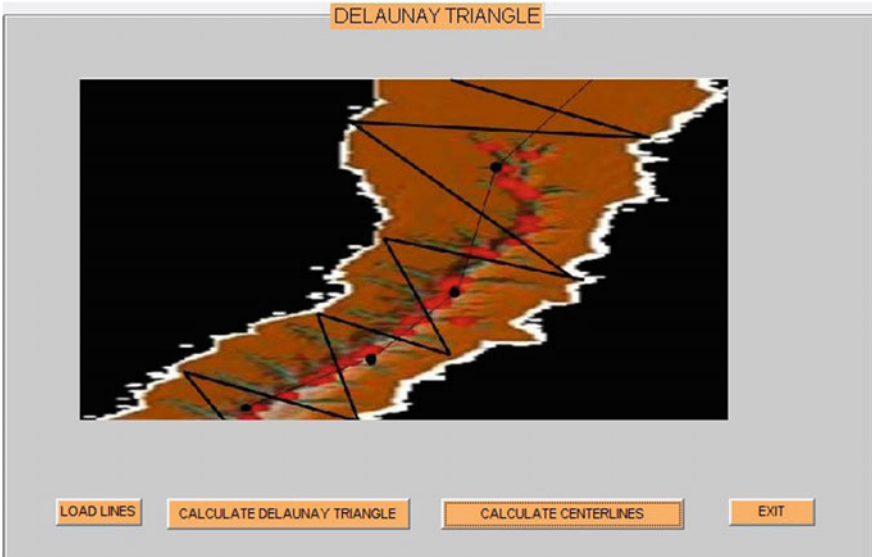 DELAUNAY TRIANGLE
LOAD LINES
CALCULATE DELAUNAY TRIANGLE
CALCULATE CENTERLINES
EXIT